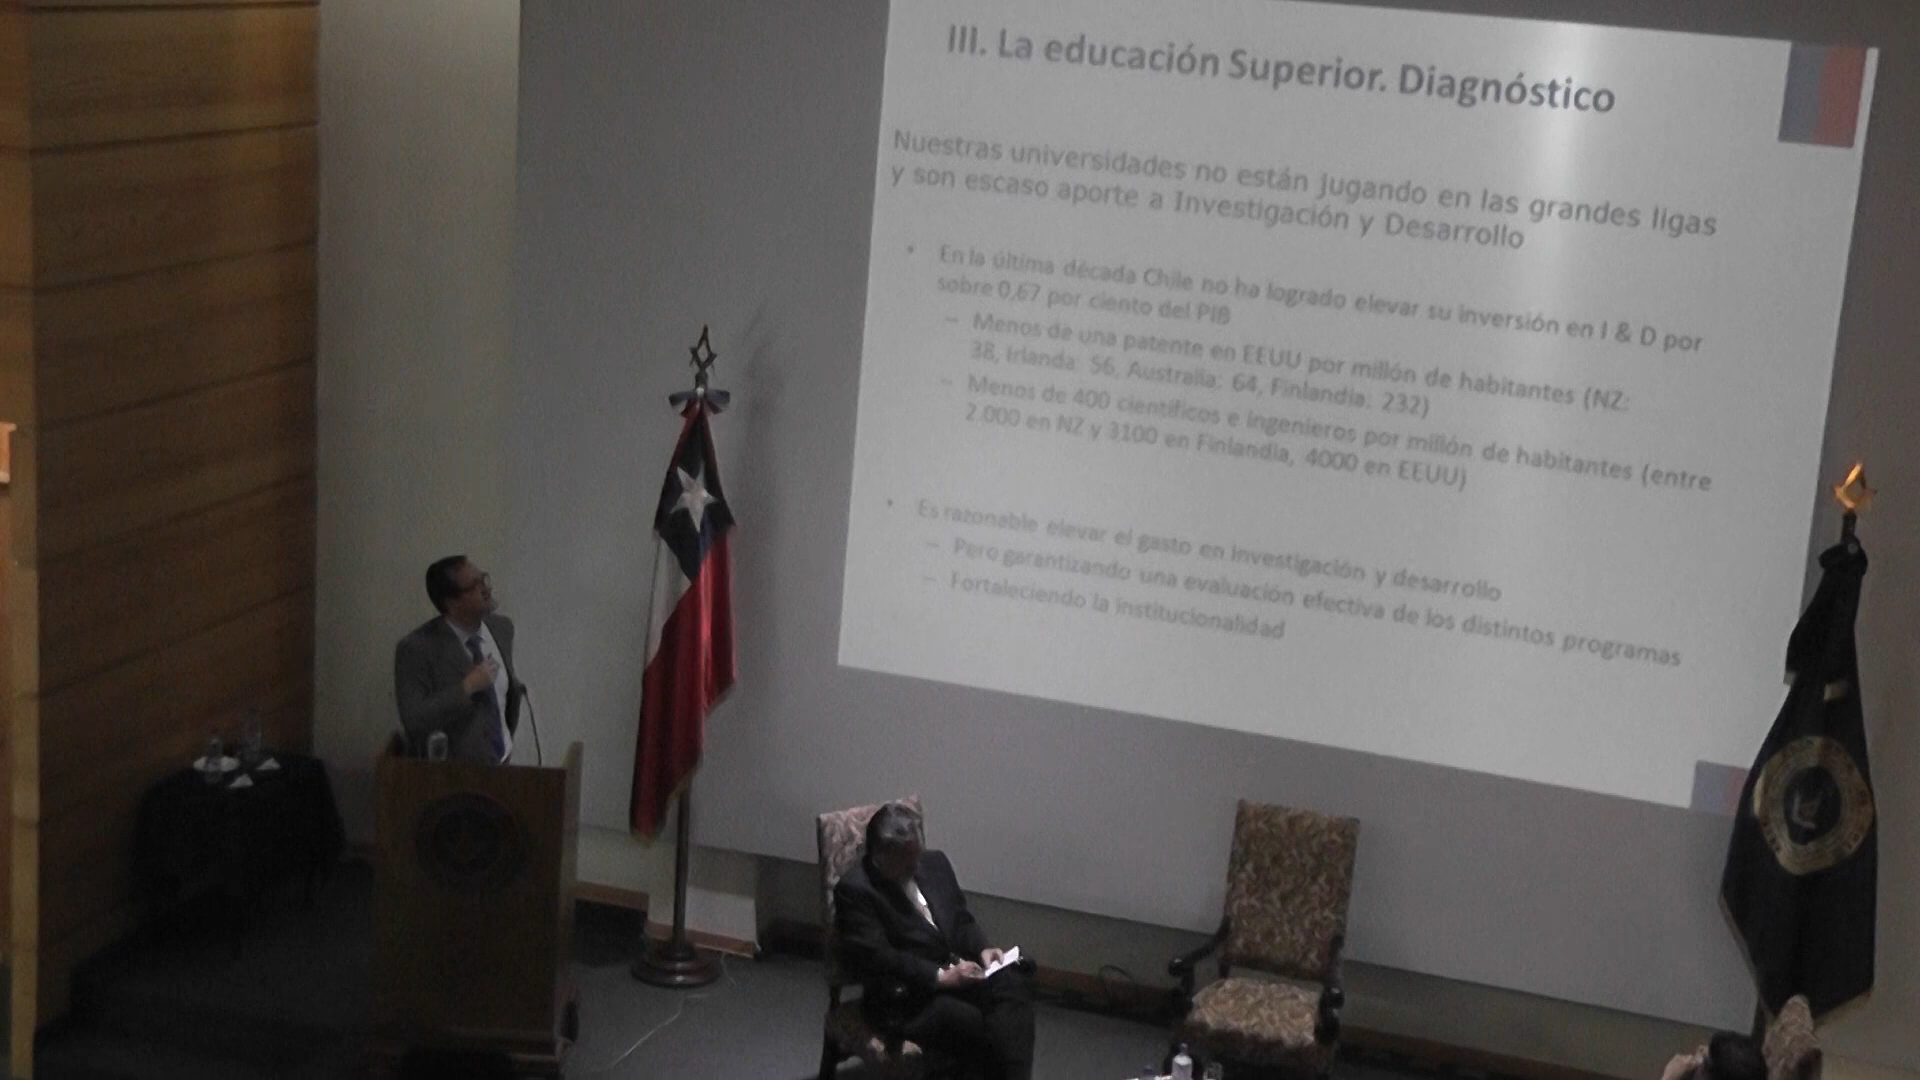 III. La educación Superior. Diagnóstico
Nuestras universidades no están jugando en las grandes ligas
y son escaso aporte a Investigación y Desarrollo
• En la última década Chile no ha logrado elevar su inversión en I & D por
sobre 0,67 por ciento del PIB
– Menos de una patente en EEUU por millón de habitantes (NZ:
38, Irlanda: 56, Australia: 64, Finlandia: 232)
– Menos de 400 científicos e ingenieros por millón de habitantes (entre
2.000 en NZ y 3100 en Finlandia, 4000 en EEUU)
• Es razonable elevar el gasto en investigación y desarrollo
– Pero garantizando una evaluación efectiva de los distintos programas
– Fortaleciendo la institucionalidad